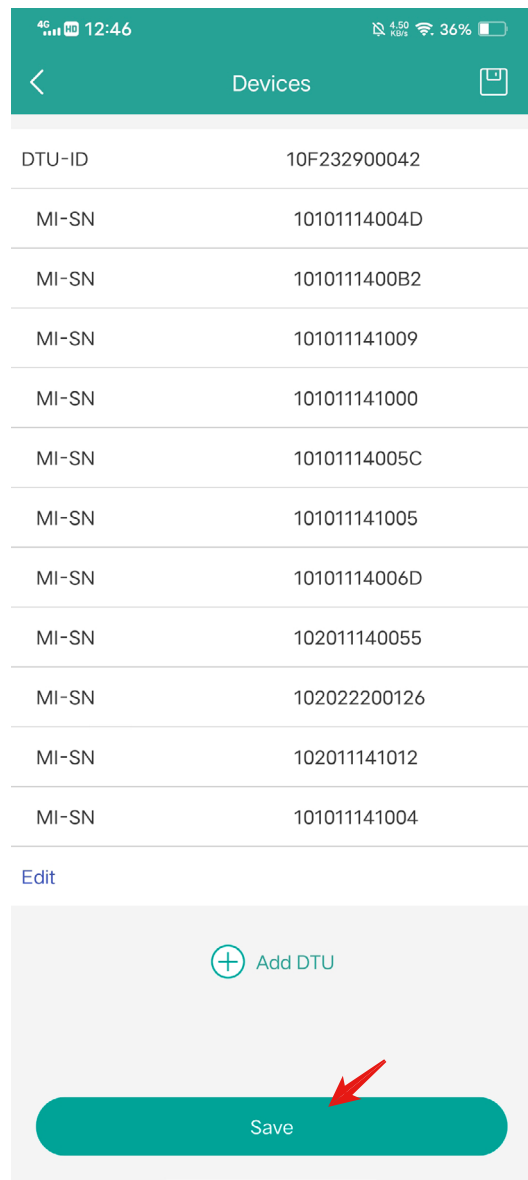 4G HD 12:46 4.50 KB/s 36%
Devices
DTU-ID 10F232900042
MI-SN 10101114004D
MI-SN 1010111400B2
MI-SN 101011141009
MI-SN 101011141000
MI-SN 10101114005C
MI-SN 101011141005
MI-SN 10101114006D
MI-SN 102011140055
MI-SN 102022200126
MI-SN 102011141012
MI-SN 101011141004
Edit
Add DTU
Save